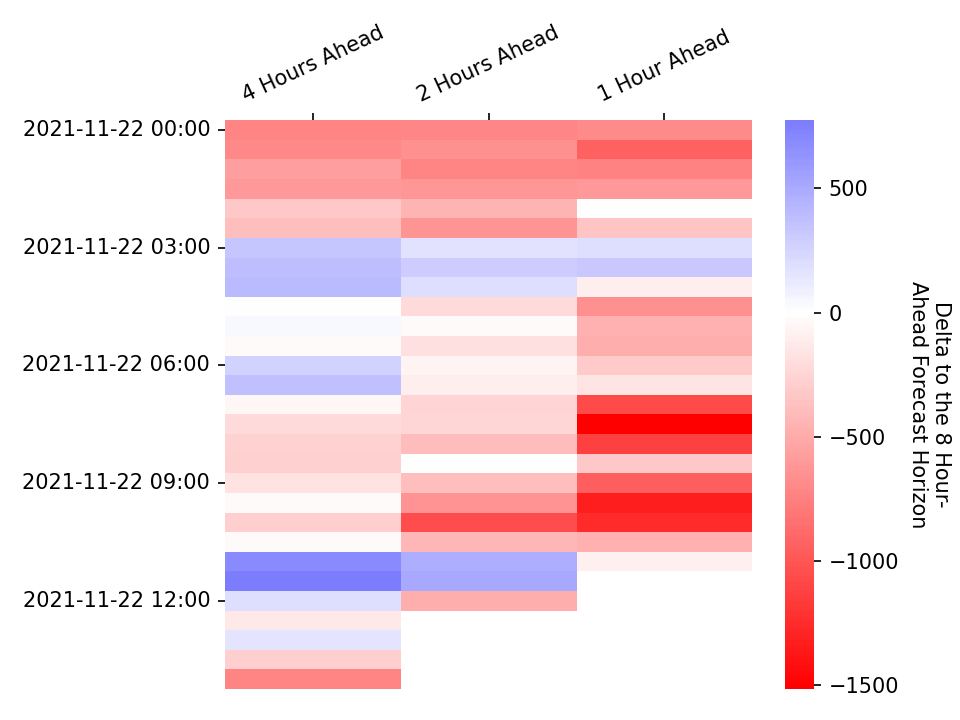 4 Hours Ahead
2 Hours Ahead
1 Hour Ahead
2021-11-22 00:00
2021-11-22 03:00
2021-11-22 06:00
2021-11-22 09:00
2021-11-22 12:00
500
0
−500
−1000
−1500
Delta to the 8 Hour-
Ahead Forecast Horizon